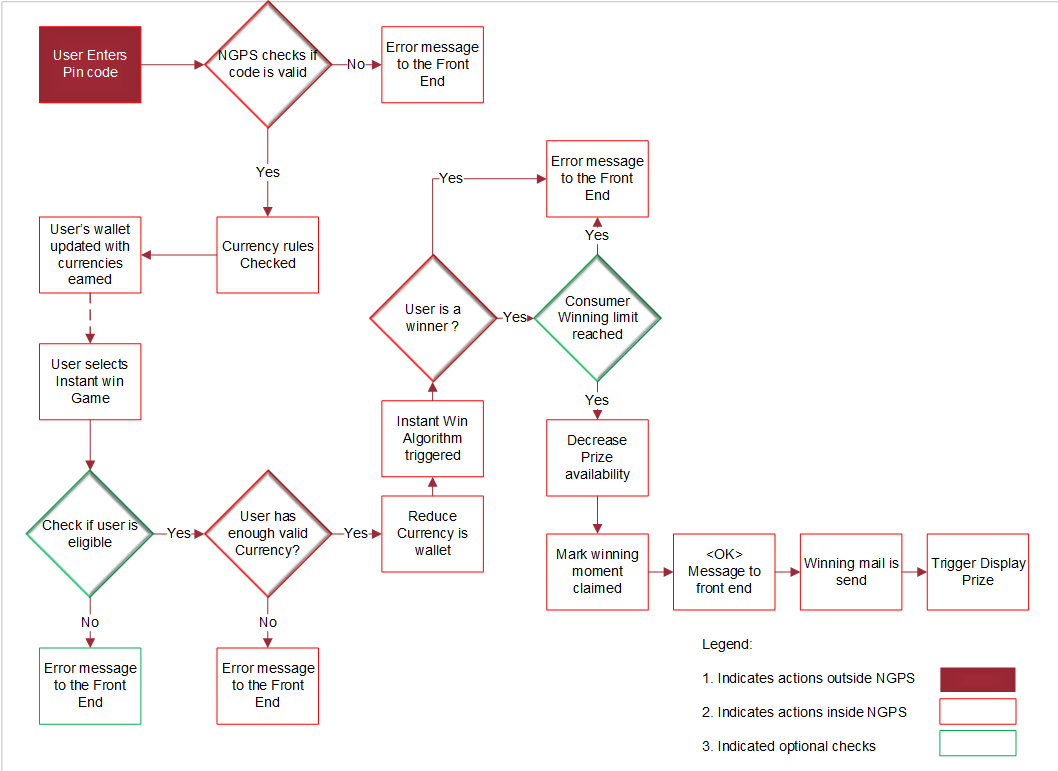 User Enters
Pin code
NGPS checks if
code is valid
No
Error message
to the Front
End
Yes
Currency rules
Checked
User's wallet
updated with
currencies
earned
User selects
Instant win
Game
Check if user is
eligible
No
Error message
to the Front
End
Yes
User has
enough valid
Currency?
No
Error message
to the Front
End
Yes
Reduce
Currency is
wallet
Instant Win
Algorithm
triggered
User is a
winner ?
Yes
Error message
to the Front
End
Yes
Consumer
Winning limit
reached
Yes
Yes
Decrease
Prize
availability
Mark winning
moment
claimed
<OK>
Message to
front end
Winning mail is
send
Trigger Display
Prize
Legend:
1. Indicates actions outside NGPS
2. Indicates actions inside NGPS
3. Indicated optional checks